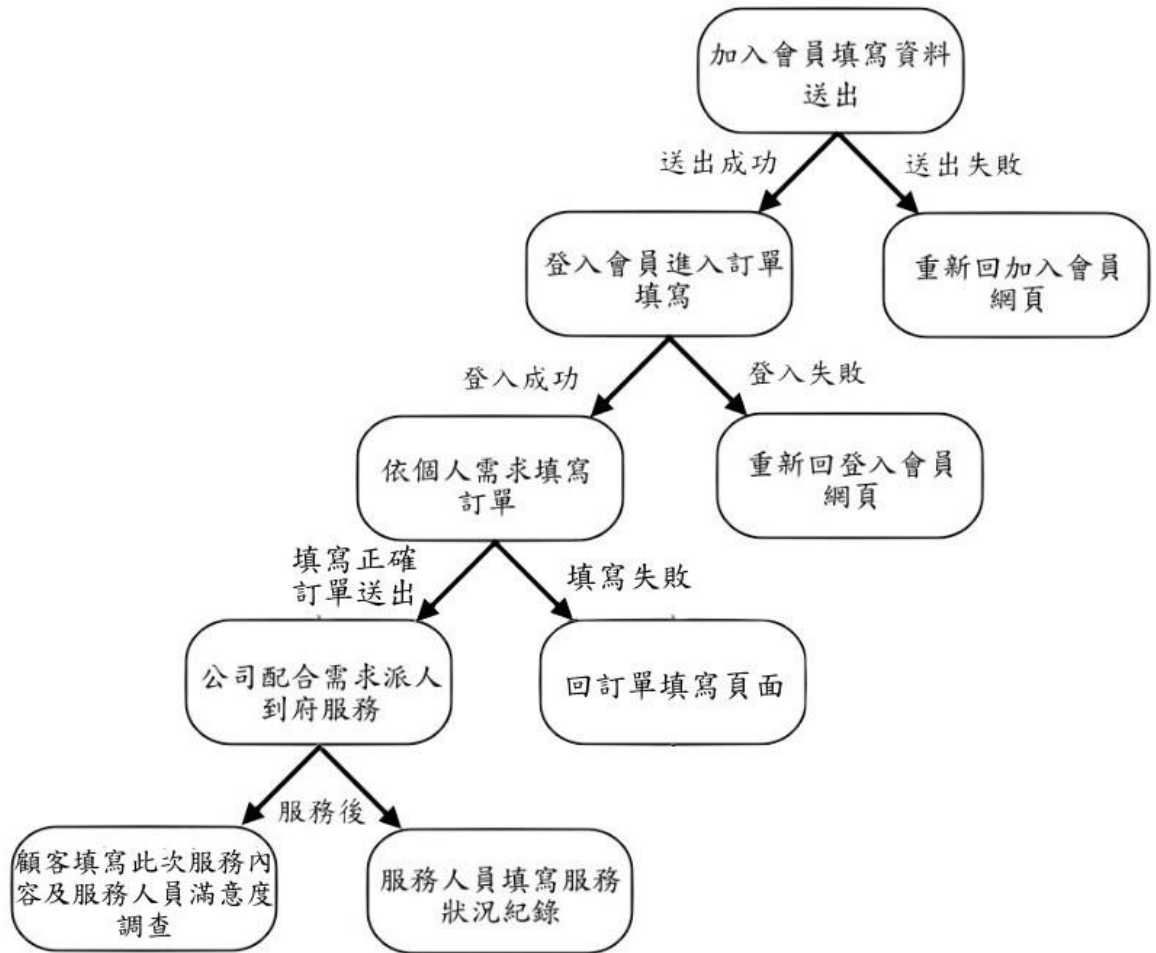 加入會員填寫資料
送出
送出成功
送出失敗
登入會員進入訂單
填寫
重新回加入會員
網頁
登入成功
登入失敗
依個人需求填寫
訂單
重新回登入會員
網頁
填寫正確
訂單送出
填寫失敗
公司配合需求派人
到府服務
回訂單填寫頁面
服務後
顧客填寫此次服務內
容及服務人員滿意度
調查
服務人員填寫服務
狀況紀錄